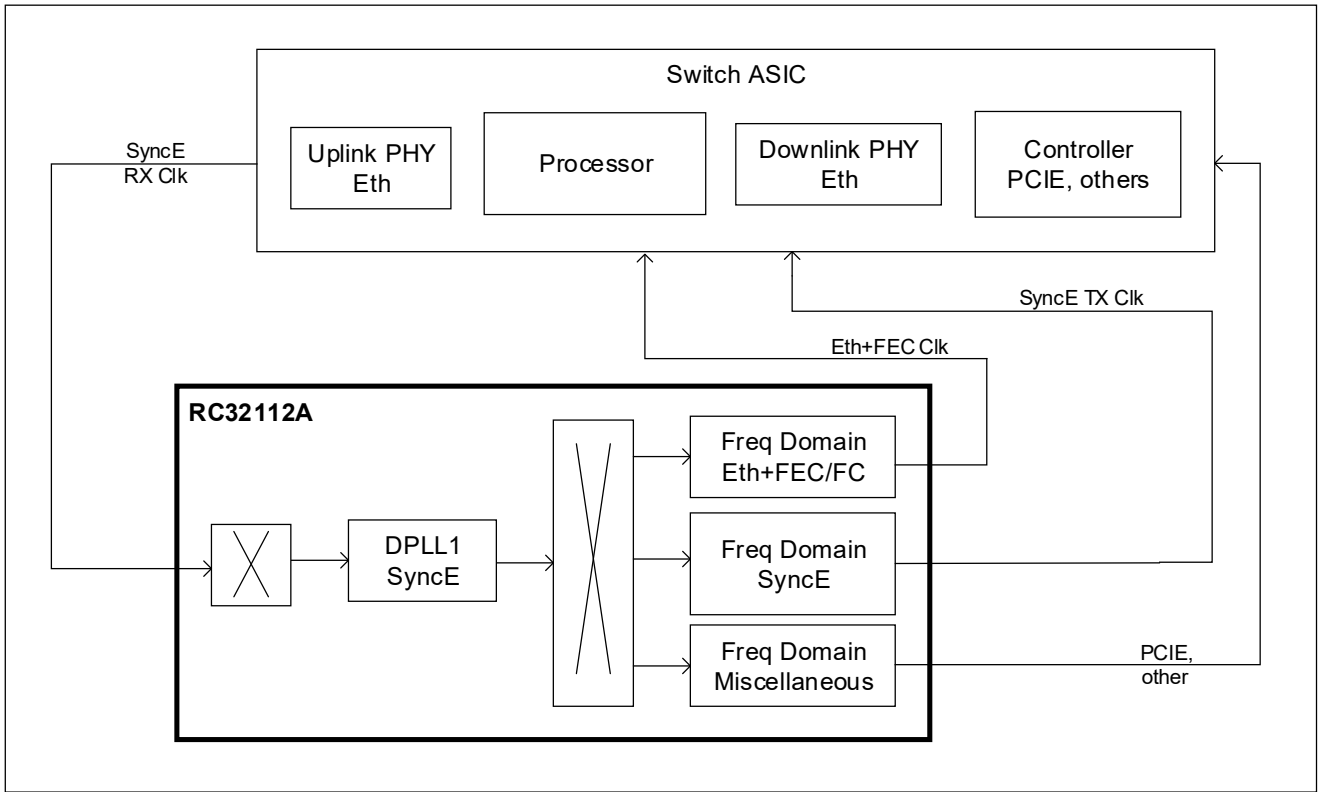 Switch ASIC
Uplink PHY
Eth
Processor
Downlink PHY
Eth
Controller
PCIE, others
SyncE
RX Clk
SyncE TX Clk
Eth+FEC Clk
RC32112A
Freq Domain
Eth+FEC/FC
DPLL1
SyncE
Freq Domain
SyncE
Freq Domain
Miscellaneous
PCIE,
other